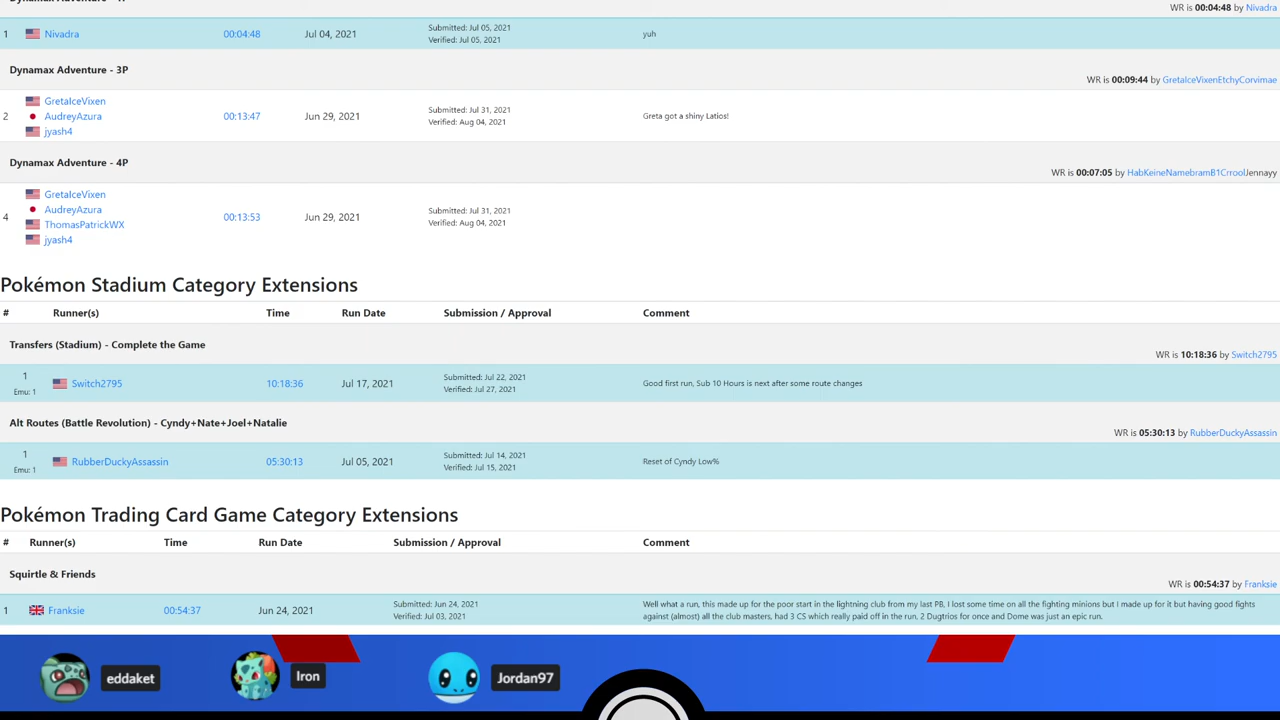 WR is 00:04:48 by Nivadra
1 Nivadra 00:04:48 Jul 04, 2021 Submitted: Jul 05, 2021 yuh
Verified: Jul 05, 2021
Dynamax Adventure - 3P
WR is 00:09:44 by GretaIceVixenEtchyCorvimae
GretaIceVixen
2 AudreyAzura 00:13:47 Jun 29, 2021 Submitted: Jul 31, 2021 Greta got a shiny Latios!
jyash4 Verified: Aug 04, 2021
Dynamax Adventure - 4P
WR is 00:07:05 by HabKeineNamebramB1CrroolJennayy
GretaIceVixen
AudreyAzura
4 00:13:53 Jun 29, 2021 Submitted: Jul 31, 2021
ThomasPatrickWX Verified: Aug 04, 2021
jyash4
Pokémon Stadium Category Extensions
# Runner(s) Time Run Date Submission / Approval Comment
Transfers (Stadium) - Complete the Game
WR is 10:18:36 by Switch2795
1 Switch2795 10:18:36 Jul 17, 2021 Submitted: Jul 22, 2021 Good first run, Sub 10 Hours is next after some route changes
Emu: 1 Verified: Jul 27, 2021
Alt Routes (Battle Revolution) - Cyndy+Nate+Joel+Natalie
WR is 05:30:13 by RubberDuckyAssassin
1 RubberDuckyAssassin 05:30:13 Jul 05, 2021 Submitted: Jul 14, 2021 Reset of Cyndy Low%
Emu: 1 Verified: Jul 15, 2021
Pokémon Trading Card Game Category Extensions
# Runner(s) Time Run Date Submission / Approval Comment
Squirtle & Friends
WR is 00:54:37 by Franksie
1 Franksie 00:54:37 Jun 24, 2021 Submitted: Jun 24, 2021 Well what a run, this made up for the poor start in the lightning club from my last PB, I lost some time on all the fighting minions but I made up for it but having good fights
Verified: Jul 03, 2021 against (almost) all the club masters, had 3 CS which really paid off in the run, 2 Dugtrios for once and Dome was just an epic run.
eddaket Iron Jordan97